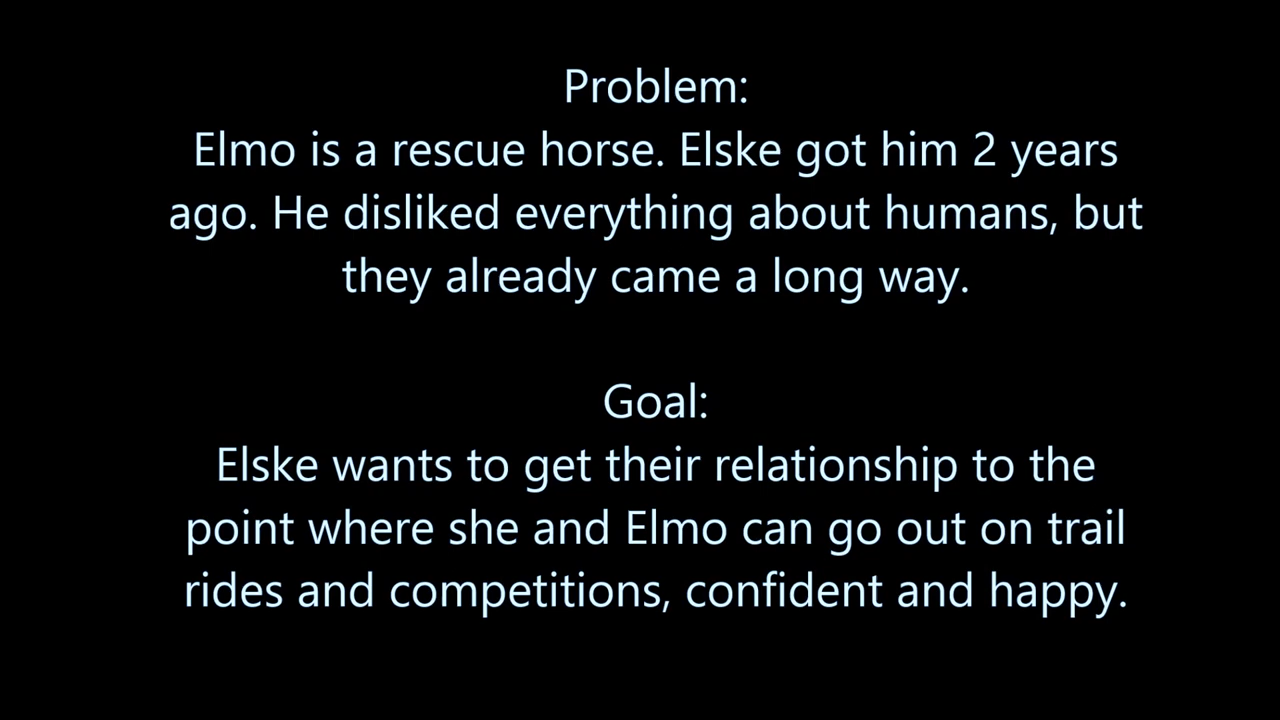 Problem:
Elmo is a rescue horse. Elske got him 2 years
ago. He disliked everything about humans, but
they already came a long way.
Goal:
Elske wants to get their relationship to the
point where she and Elmo can go out on trail
rides and competitions, confident and happy.